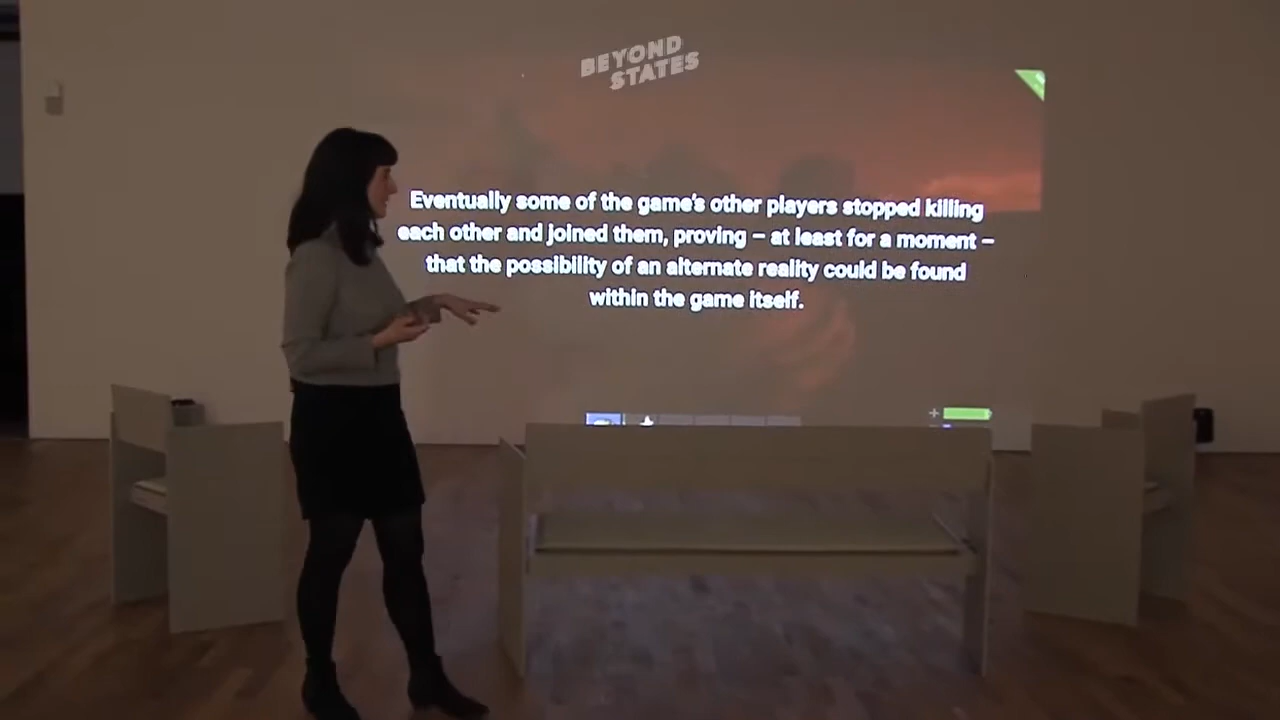 BEYOND
STATES
Eventually some of the game's other players stopped killing
each other and joined them, proving – at least for a moment –
that the possibility of an alternate reality could be found
within the game itself.